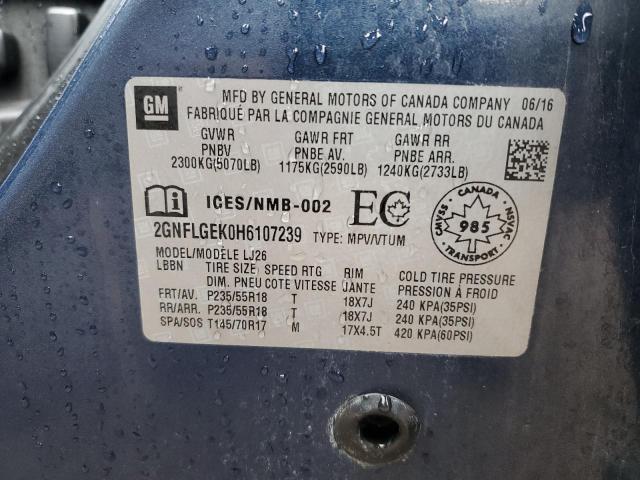 GM
MFD BY GENERAL MOTORS OF CANADA COMPANY 06/16
FABRIQUÉ PAR LA COMPAGNIE GENERAL MOTORS DU CANADA
GVWR GAWR FRT GAWR RR
PNBV PNBE AV. PNBE ARR.
2300KG(5070LB) 1175KG(2590LB) 1240KG(2733LB)
i ICES/NMB-002 EC
CANADA
CMVSS 985 NSVAC
TRANSPORT
2GNFLGEK0H6107239 TYPE: MPV/VTUM
MODEL/MODÈLE LJ26
LBBN TIRE SIZE SPEED RTG RIM COLD TIRE PRESSURE
DIM. PNEU COTE VITESSE JANTE PRESSION À FROID
FRT/AV. P235/55R18 T 18X7J 240 KPA(35PSI)
RR/ARR. P235/55R18 T 18X7J 240 KPA(35PSI)
SPA/SOS T145/70R17 M 17X4.5T 420 KPA(60PSI)